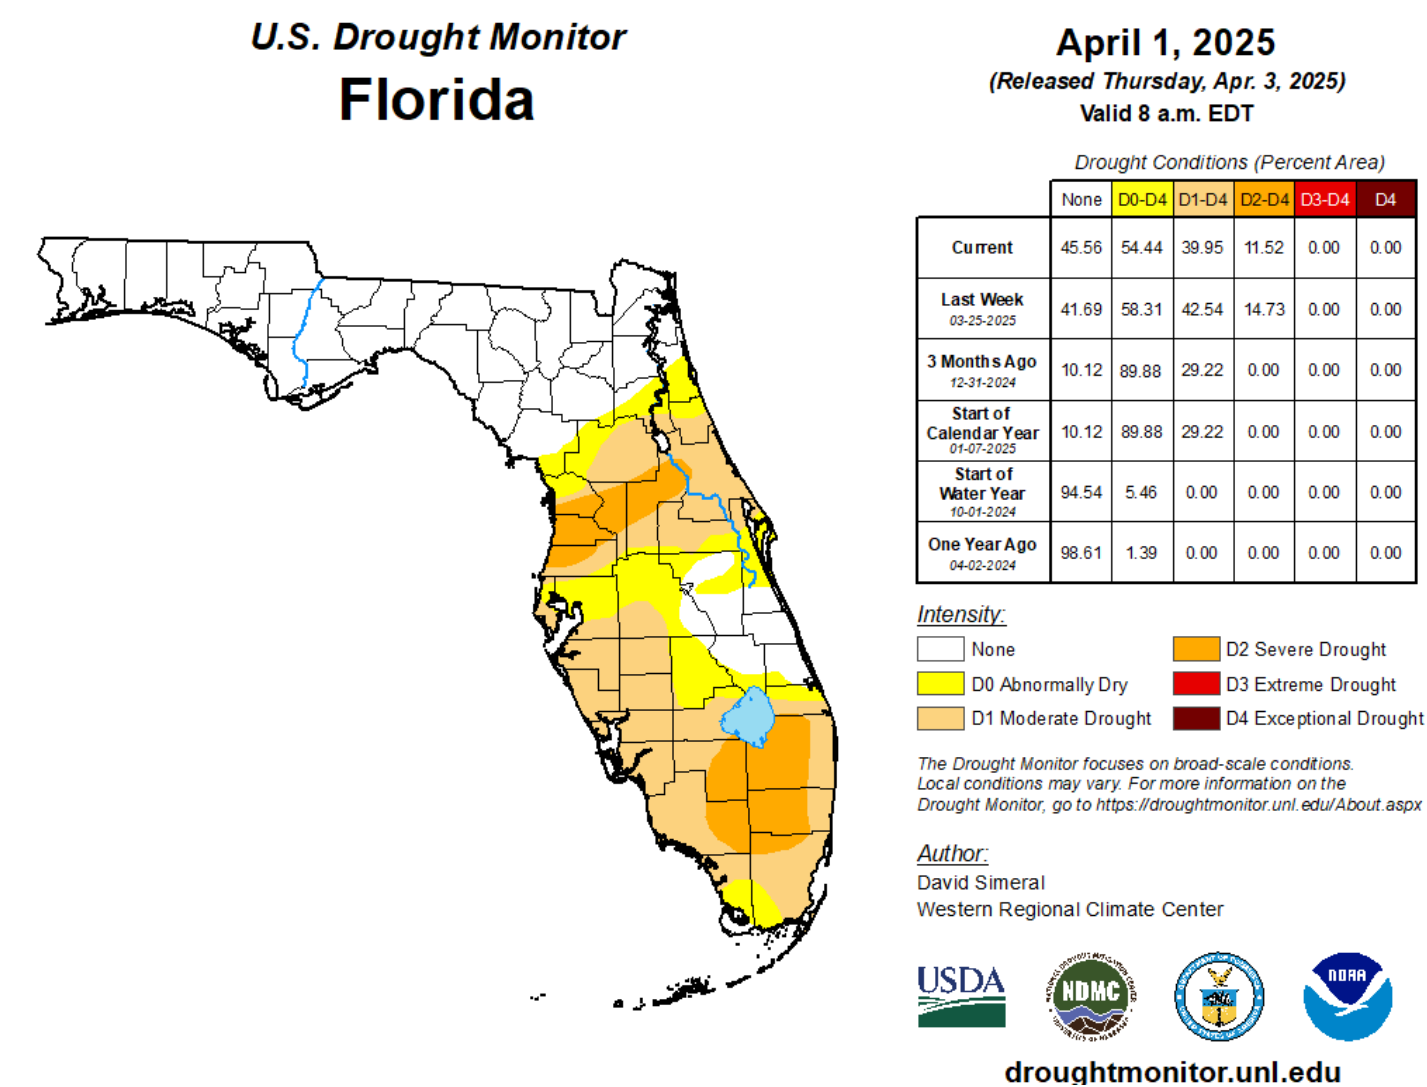 U.S. Drought Monitor
Florida
April 1, 2025
(Released Thursday, Apr. 3, 2025)
Valid 8 a.m. EDT
Drought Conditions (Percent Area)
None D0-D4 D1-D4 D2-D4 D3-D4 D4
Current 45.56 54.44 39.95 11.52 0.00 0.00
Last Week
03-25-2025 41.69 58.31 42.54 14.73 0.00 0.00
3 Months Ago
12-31-2024 10.12 89.88 29.22 0.00 0.00 0.00
Start of
Calendar Year
01-07-2025 10.12 89.88 29.22 0.00 0.00 0.00
Start of
Water Year
10-01-2024 94.54 5.46 0.00 0.00 0.00 0.00
One Year Ago
04-02-2024 98.61 1.39 0.00 0.00 0.00 0.00
Intensity:
None
D0 Abnormally Dry
D1 Moderate Drought
D2 Severe Drought
D3 Extreme Drought
D4 Exceptional Drought
The Drought Monitor focuses on broad-scale conditions.
Local conditions may vary. For more information on the
Drought Monitor, go to https://droughtmonitor.unl.edu/About.aspx
Author:
David Simeral
Western Regional Climate Center
USDA
NDMC
NOAA
droughtmonitor.unl.edu